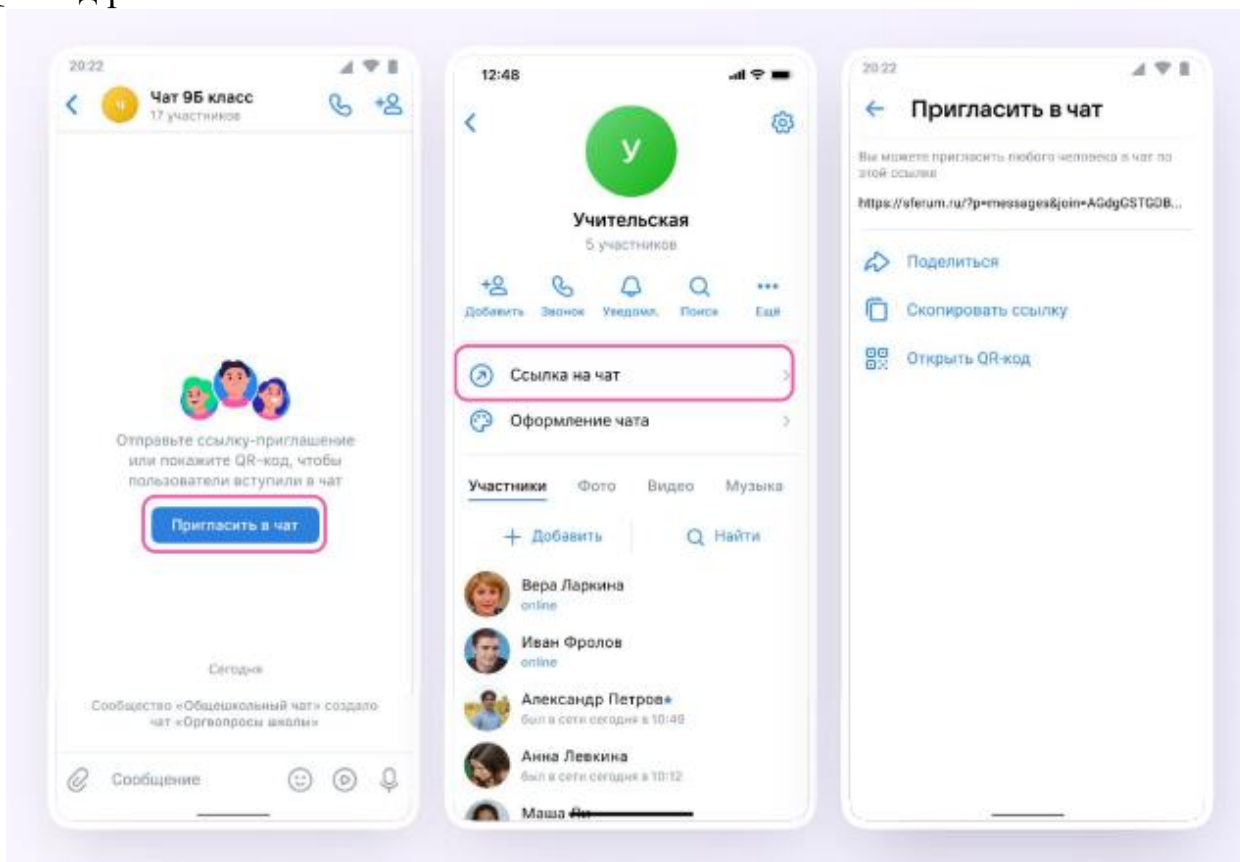 20:22
Чат 9Б класс
17 участников
Отправьте ссылку-приглашение
или покажите QR-код, чтобы
пользователи вступили в чат
Пригласить в чат
Сегодня
Сообщество «Общешкольный чат» создало
чат «Оргвопросы школы»
Сообщение
12:48
У
Учительская
5 участников
Добавить Звонок Уведомл. Поиск Ещё
Ссылка на чат
Оформление чата
Участники Фото Видео Музыка
Добавить Найти
Вера Ларкина
online
Иван Фролов
online
Александр Петров
был в сети сегодня в 10:49
Анна Левкина
был в сети сегодня в 10:12
Маша
20:22
Пригласить в чат
Вы можете пригласить любого человека в чат по
этой ссылке
https://sferum.ru/?p=messages&join=AGdgGSTGDB...
Поделиться
Скопировать ссылку
Открыть QR-код